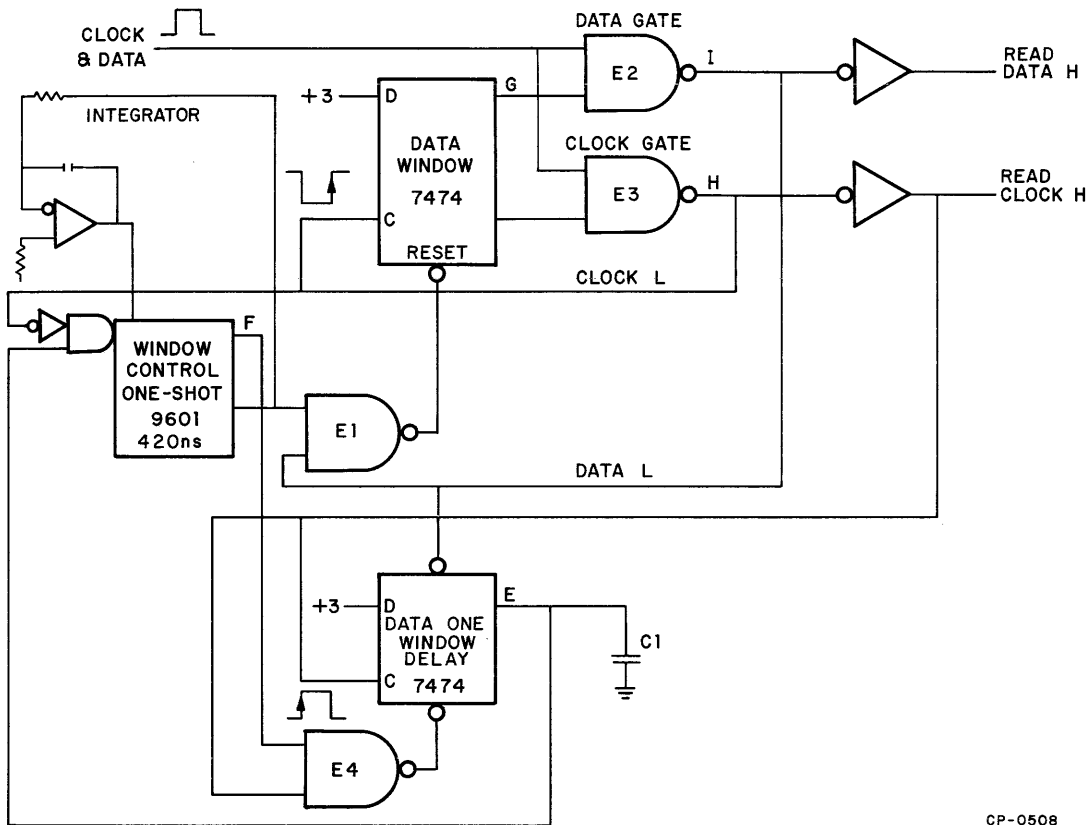 CLOCK
& DATA
DATA GATE
E2
I
READ
DATA H
+3
D
G
INTEGRATOR
DATA
WINDOW
7474
CLOCK GATE
E3
H
READ
CLOCK H
C
RESET
CLOCK L
F
WINDOW
CONTROL
ONE-SHOT
9601
420ns
E1
DATA L
+3
D
E
DATA ONE
WINDOW
DELAY
C
7474
C1
E4
CP-0508